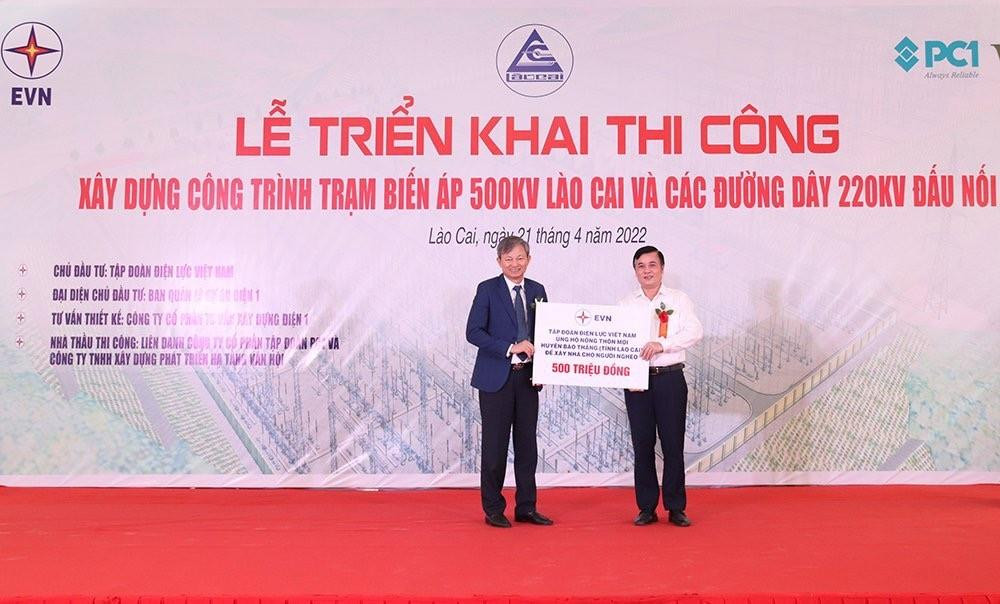 EVN
LÀO CAI
PC1
Always Reliable
V
LỄ TRIỂN KHAI THI CÔNG
XÂY DỰNG CÔNG TRÌNH TRẠM BIẾN ÁP 500KV LÀO CAI VÀ CÁC ĐƯỜNG DÂY 220KV ĐẤU NỐI
Lào Cai, ngày 21 tháng 4 năm 2022
CHỦ ĐẦU TƯ: TẬP ĐOÀN ĐIỆN LỰC VIỆT NAM
ĐẠI DIỆN CHỦ ĐẦU TƯ: BAN QUẢN LÝ DỰ ÁN ĐIỆN 1
TƯ VẤN THIẾT KẾ: CÔNG TY CỔ PHẦN TƯ VẤN XÂY DỰNG ĐIỆN 1
NHÀ THẦU THI CÔNG: LIÊN DANH CÔNG TY CỔ PHẦN TẬP ĐOÀN PC1 VÀ
CÔNG TY TNHH XÂY DỰNG PHÁT TRIỂN HẠ TẦNG VĂN HỘI
EVN
TẬP ĐOÀN ĐIỆN LỰC VIỆT NAM
ỦNG HỘ NÔNG THÔN MỚI
HUYỆN BẢO THẮNG (TỈNH LÀO CAI)
ĐỂ XÂY NHÀ CHO NGƯỜI NGHÈO
500 TRIỆU ĐỒNG